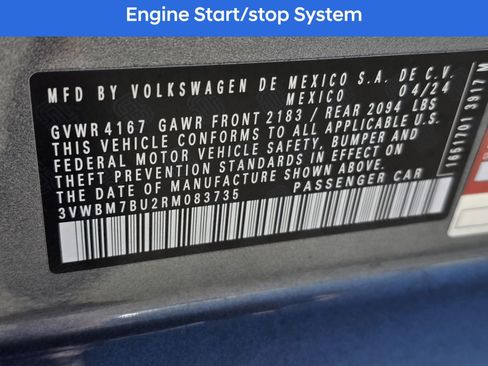 Engine Start/stop System
MFD BY VOLKSWAGEN DE MEXICO S.A. DE C.V.
MEXICO 04/24
GVWR 4167 GAWR FRONT 2183 / REAR 2094 LBS
THIS VEHICLE CONFORMS TO ALL APPLICABLE U.S.
FEDERAL MOTOR VEHICLE SAFETY, BUMPER AND
THEFT PREVENTION STANDARDS IN EFFECT ON
THE DATE OF MANUFACTURE SHOWN ABOVE.
3VWBM7BU2RM083735 PASSENGER CAR
1661701 3917 M